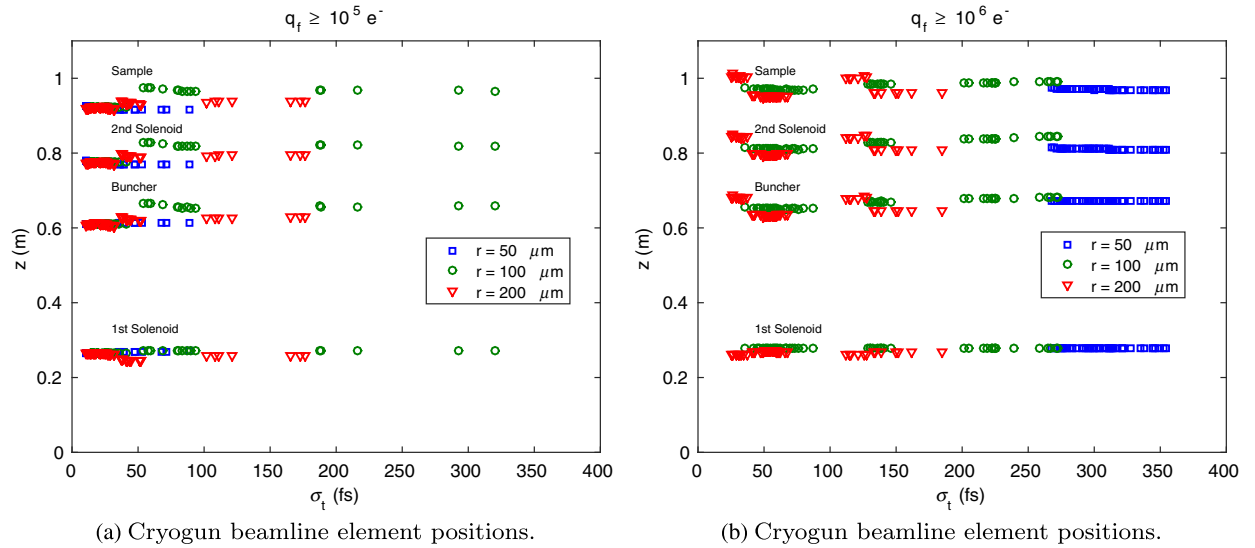 q_f ≥ 10^5 e^-
z (m)
1
0.8
0.6
0.4
0.2
0
Sample
2nd Solenoid
Buncher
1st Solenoid
r = 50 μm
r = 100 μm
r = 200 μm
0 50 100 150 200 250 300 350 400
σ_t (fs)
(a) Cryogun beamline element positions.
q_f ≥ 10^6 e^-
z (m)
1
0.8
0.6
0.4
0.2
0
Sample
2nd Solenoid
Buncher
1st Solenoid
r = 50 μm
r = 100 μm
r = 200 μm
0 50 100 150 200 250 300 350 400
σ_t (fs)
(b) Cryogun beamline element positions.